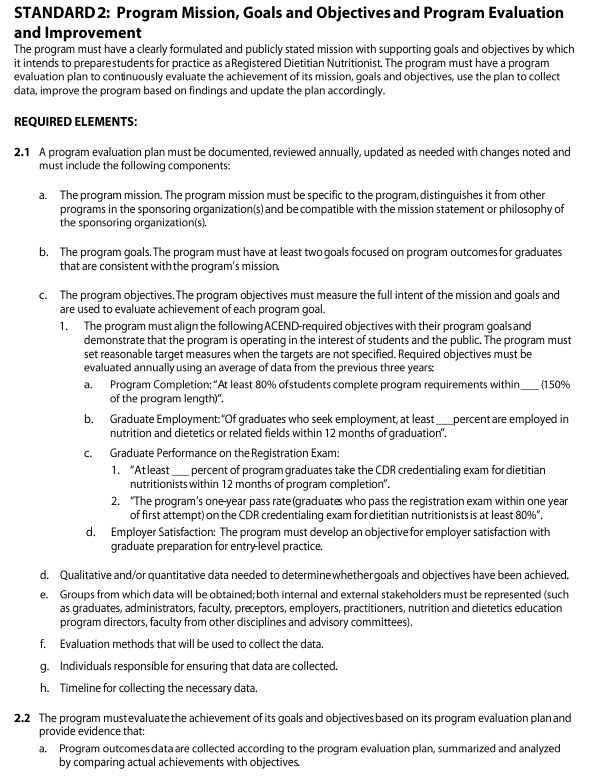 STANDARD 2: Program Mission, Goals and Objectives and Program Evaluation
and Improvement
The program must have a clearly formulated and publicly stated mission with supporting goals and objectives by which
it intends to prepare students for practice as a Registered Dietitian Nutritionist. The program must have a program
evaluation plan to continuously evaluate the achievement of its mission, goals and objectives, use the plan to collect
data, improve the program based on findings and update the plan accordingly.
REQUIRED ELEMENTS:
2.1 A program evaluation plan must be documented, reviewed annually, updated as needed with changes noted and
must include the following components:
a. The program mission. The program mission must be specific to the program, distinguishes it from other
programs in the sponsoring organization(s) and be compatible with the mission statement or philosophy of
the sponsoring organization(s).
b. The program goals. The program must have at least two goals focused on program outcomes for graduates
that are consistent with the program's mission.
c. The program objectives. The program objectives must measure the full intent of the mission and goals and
are used to evaluate achievement of each program goal.
1. The program must align the following ACEND-required objectives with their program goals and
demonstrate that the program is operating in the interest of students and the public. The program must
set reasonable target measures when the targets are not specified. Required objectives must be
evaluated annually using an average of data from the previous three years:
a. Program Completion: "At least 80% of students complete program requirements within ___ (150%
of the program length)".
b. Graduate Employment: "Of graduates who seek employment, at least ___ percent are employed in
nutrition and dietetics or related fields within 12 months of graduation".
c. Graduate Performance on the Registration Exam:
1. "At least ___ percent of program graduates take the CDR credentialing exam for dietitian
nutritionists within 12 months of program completion".
2. "The program's one-year pass rate (graduates who pass the registration exam within one year
of first attempt) on the CDR credentialing exam for dietitian nutritionists is at least 80%".
d. Employer Satisfaction: The program must develop an objective for employer satisfaction with
graduate preparation for entry-level practice.
d. Qualitative and/or quantitative data needed to determine whether goals and objectives have been achieved.
e. Groups from which data will be obtained; both internal and external stakeholders must be represented (such
as graduates, administrators, faculty, preceptors, employers, practitioners, nutrition and dietetics education
program directors, faculty from other disciplines and advisory committees).
f. Evaluation methods that will be used to collect the data.
g. Individuals responsible for ensuring that data are collected.
h. Timeline for collecting the necessary data.
2.2 The program must evaluate the achievement of its goals and objectives based on its program evaluation plan and
provide evidence that:
a. Program outcomes data are collected according to the program evaluation plan, summarized and analyzed
by comparing actual achievements with objectives.